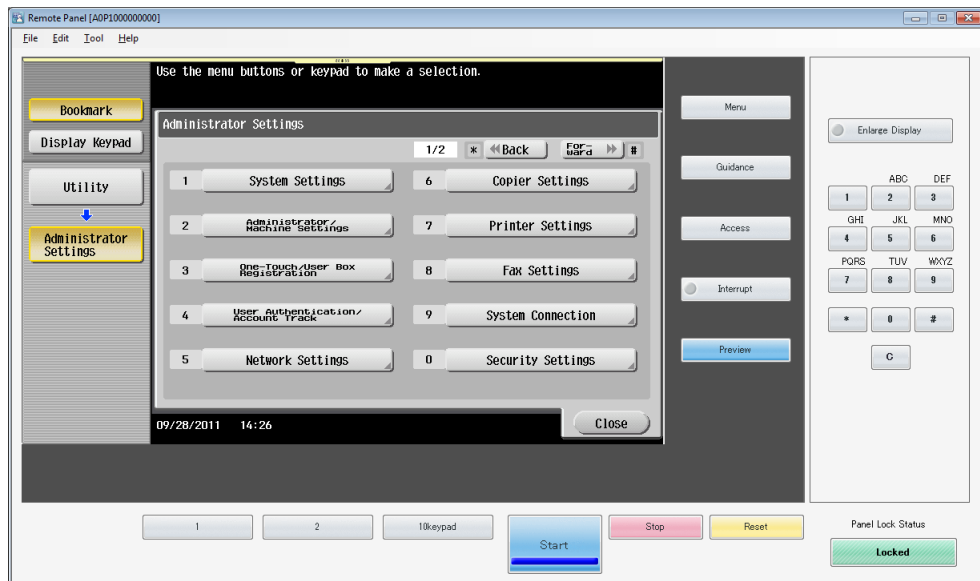 Remote Panel [A0P1000000000]
File Edit Tool Help
Use the menu buttons or keypad to make a selection.
Bookmark
Display Keypad
Utility
Administrator
Settings
Administrator Settings
1/2 * Back For-
ward #
1 System Settings
6 Copier Settings
2 Administrator/
Machine Settings
7 Printer Settings
3 One-Touch/User Box
Registration
8 Fax Settings
4 User Authentication/
Account Track
9 System Connection
5 Network Settings
0 Security Settings
09/28/2011 14:26
Close
Menu
Guidance
Access
Interrupt
Preview
Enlarge Display
ABC DEF
1 2 3
GHI JKL MNO
4 5 6
PQRS TUV WXYZ
7 8 9
* 0 #
C
1 2 10keypad Start Stop Reset
Panel Lock Status
Locked